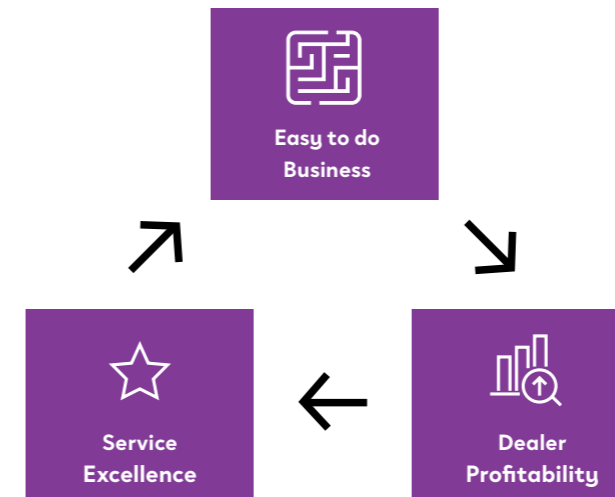 Easy to do
Business
Service
Excellence
Dealer
Profitability